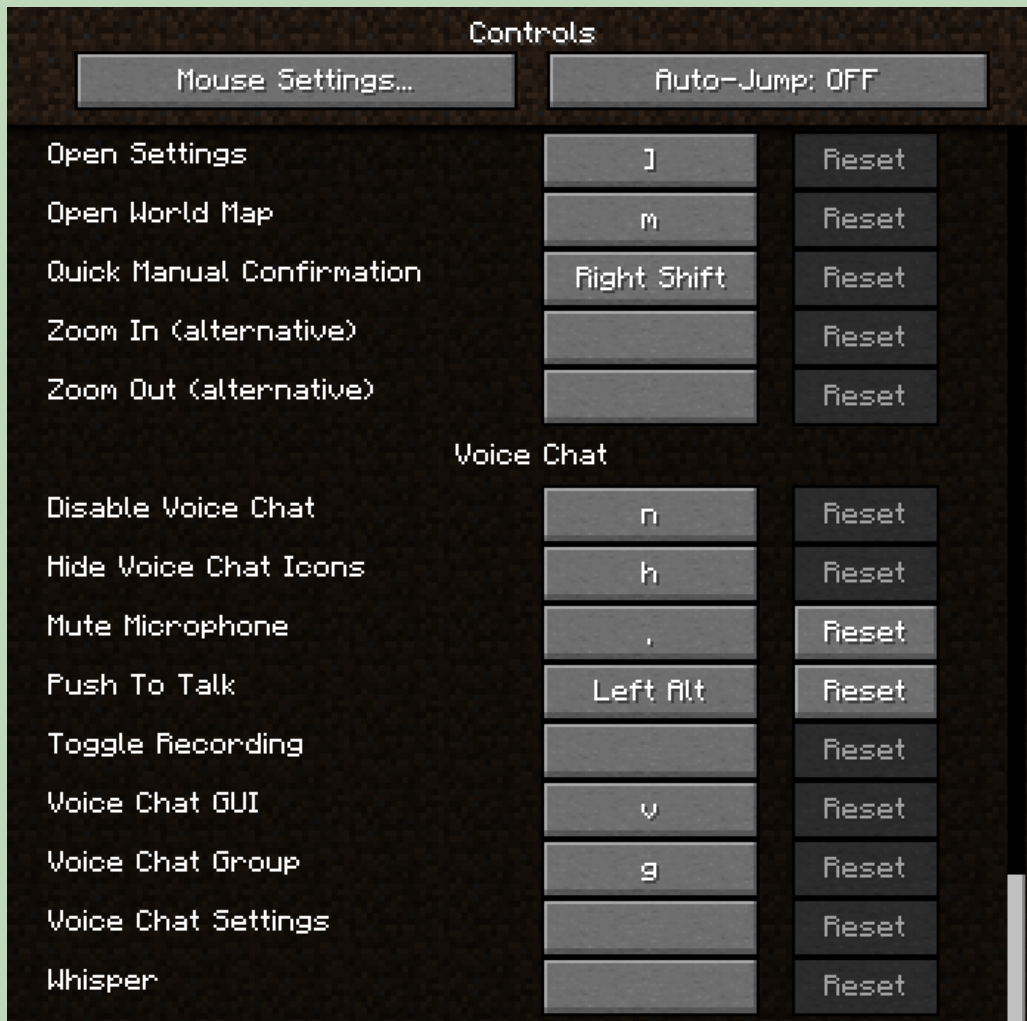 Controls
Mouse Settings... Auto-Jump: OFF
Open Settings ] Reset
Open World Map m Reset
Quick Manual Confirmation Right Shift Reset
Zoom In (alternative) Reset
Zoom Out (alternative) Reset
Voice Chat
Disable Voice Chat n Reset
Hide Voice Chat Icons h Reset
Mute Microphone , Reset
Push To Talk Left Alt Reset
Toggle Recording Reset
Voice Chat GUI v Reset
Voice Chat Group g Reset
Voice Chat Settings Reset
Whisper Reset